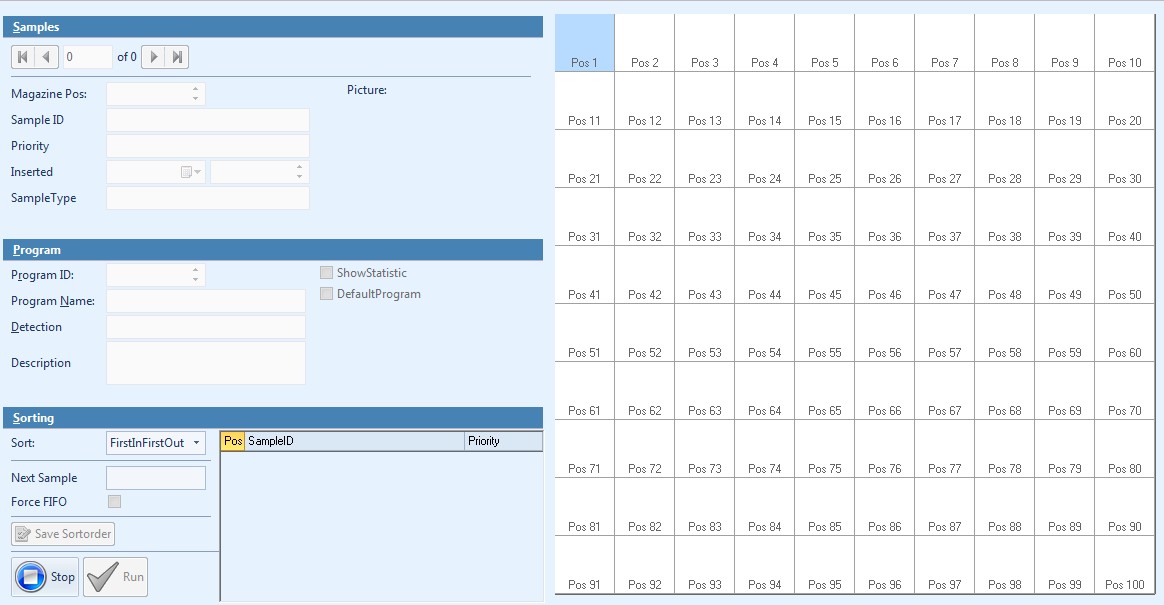 Samples
0 of 0
Magazine Pos:
Picture:
Sample ID
Priority
Inserted
SampleType
Program
Program ID:
ShowStatistic
Program Name:
DefaultProgram
Detection
Description
Sorting
Sort: FirstInFirstOut
Next Sample
Force FIFO
Save Sortorder
Stop Run
Pos SampleID Priority
Pos 1 Pos 2 Pos 3 Pos 4 Pos 5 Pos 6 Pos 7 Pos 8 Pos 9 Pos 10
Pos 11 Pos 12 Pos 13 Pos 14 Pos 15 Pos 16 Pos 17 Pos 18 Pos 19 Pos 20
Pos 21 Pos 22 Pos 23 Pos 24 Pos 25 Pos 26 Pos 27 Pos 28 Pos 29 Pos 30
Pos 31 Pos 32 Pos 33 Pos 34 Pos 35 Pos 36 Pos 37 Pos 38 Pos 39 Pos 40
Pos 41 Pos 42 Pos 43 Pos 44 Pos 45 Pos 46 Pos 47 Pos 48 Pos 49 Pos 50
Pos 51 Pos 52 Pos 53 Pos 54 Pos 55 Pos 56 Pos 57 Pos 58 Pos 59 Pos 60
Pos 61 Pos 62 Pos 63 Pos 64 Pos 65 Pos 66 Pos 67 Pos 68 Pos 69 Pos 70
Pos 71 Pos 72 Pos 73 Pos 74 Pos 75 Pos 76 Pos 77 Pos 78 Pos 79 Pos 80
Pos 81 Pos 82 Pos 83 Pos 84 Pos 85 Pos 86 Pos 87 Pos 88 Pos 89 Pos 90
Pos 91 Pos 92 Pos 93 Pos 94 Pos 95 Pos 96 Pos 97 Pos 98 Pos 99 Pos 100